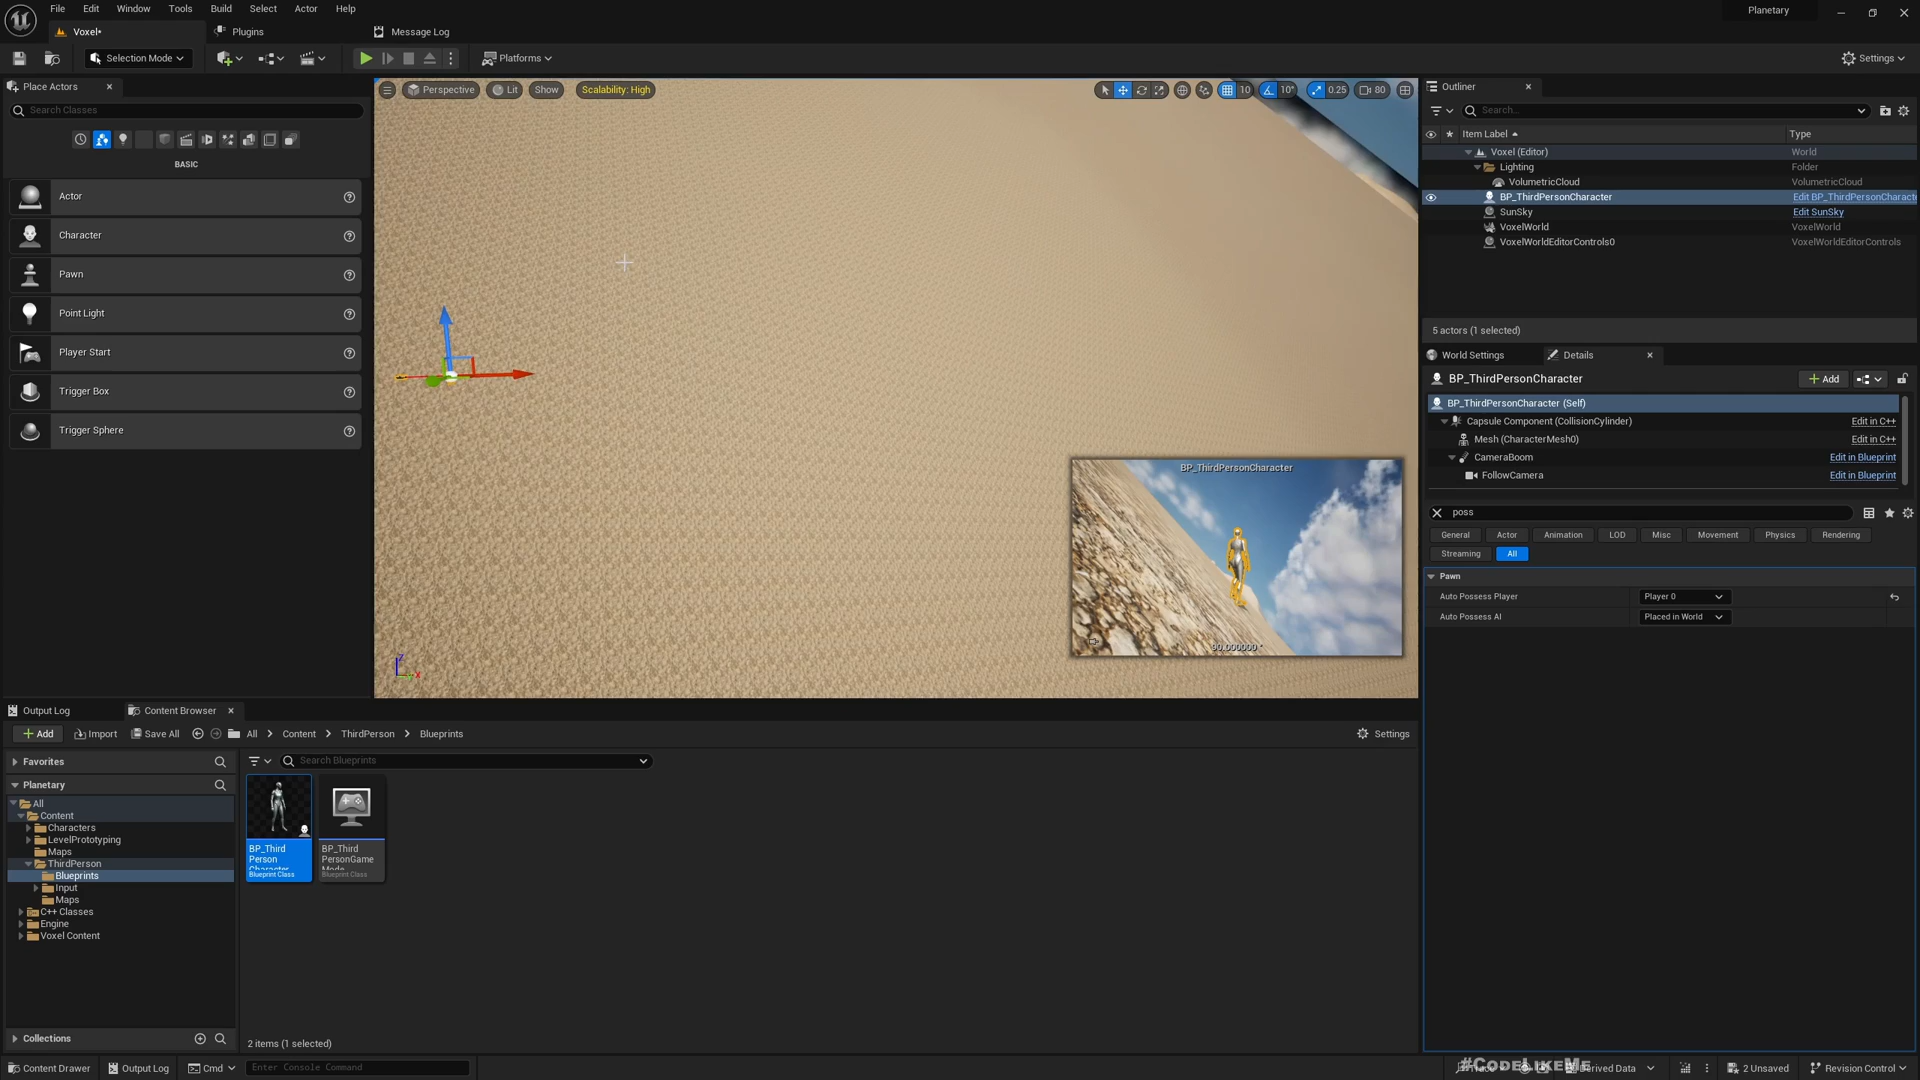 File Edit Window Tools Build Select Actor Help
Planetary
Voxel*
Plugins
Message Log
Selection Mode
Platforms
Settings
Place Actors
Search Classes
BASIC
Actor
Character
Pawn
Point Light
Player Start
Trigger Box
Trigger Sphere
Perspective
Lit
Show
Scalability: High
10
10°
0.25
80
BP_ThirdPersonCharacter
90.000000 °
Z
X
Outliner
Search...
Item Label
Type
Voxel (Editor)
World
Lighting
Folder
VolumetricCloud
VolumetricCloud
BP_ThirdPersonCharacter
Edit BP_ThirdPersonCharacte
SunSky
Edit SunSky
VoxelWorld
VoxelWorld
VoxelWorldEditorControls0
VoxelWorldEditorControls
5 actors (1 selected)
World Settings
Details
BP_ThirdPersonCharacter
Add
BP_ThirdPersonCharacter (Self)
Capsule Component (CollisionCylinder)
Edit in C++
Mesh (CharacterMesh0)
Edit in C++
CameraBoom
Edit in Blueprint
FollowCamera
Edit in Blueprint
poss
General
Actor
Animation
LOD
Misc
Movement
Physics
Rendering
Streaming
All
Pawn
Auto Possess Player
Player 0
Auto Possess AI
Placed in World
Output Log
Content Browser
Add
Import
Save All
All
Content
ThirdPerson
Blueprints
Settings
Favorites
Planetary
All
Content
Characters
LevelPrototyping
Maps
ThirdPerson
Blueprints
Input
Maps
C++ Classes
Engine
Voxel Content
Collections
Search Blueprints
BP_Third
Person
Character
Blueprint Class
BP_Third
PersonGame
Mode
Blueprint Class
2 items (1 selected)
Content Drawer
Output Log
Cmd
Enter Console Command
#CodeLikeMe
Derived Data
2 Unsaved
Revision Control